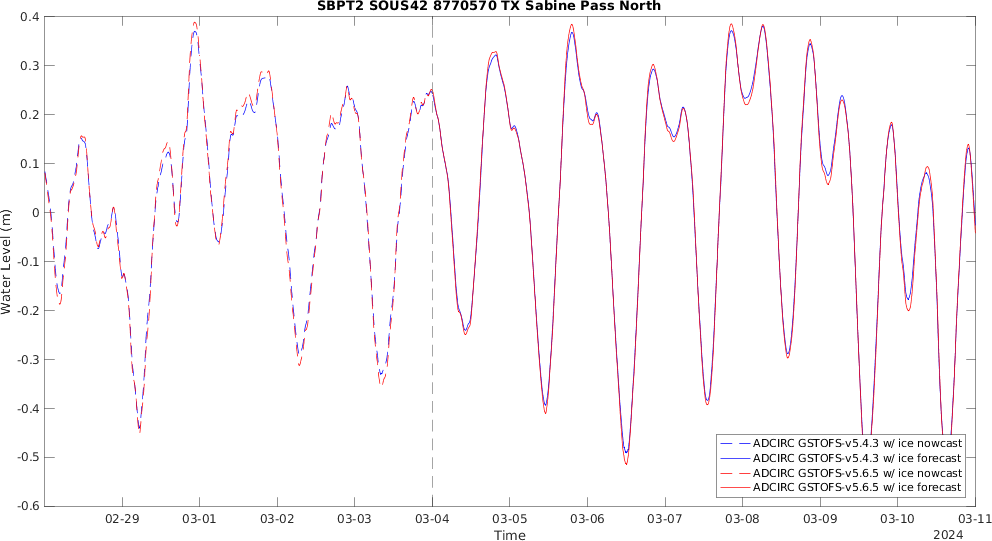 SBPT2 SOUS42 8770570 TX Sabine Pass North
Water Level (m)
0.4
0.3
0.2
0.1
0
-0.1
-0.2
-0.3
-0.4
-0.5
-0.6
ADCIRC GSTOFS-v5.4.3 w/ ice nowcast
ADCIRC GSTOFS-v5.4.3 w/ ice forecast
ADCIRC GSTOFS-v5.6.5 w/ ice nowcast
ADCIRC GSTOFS-v5.6.5 w/ ice forecast
02-29 03-01 03-02 03-03 03-04 03-05 03-06 03-07 03-08 03-09 03-10 03-11
Time
2024